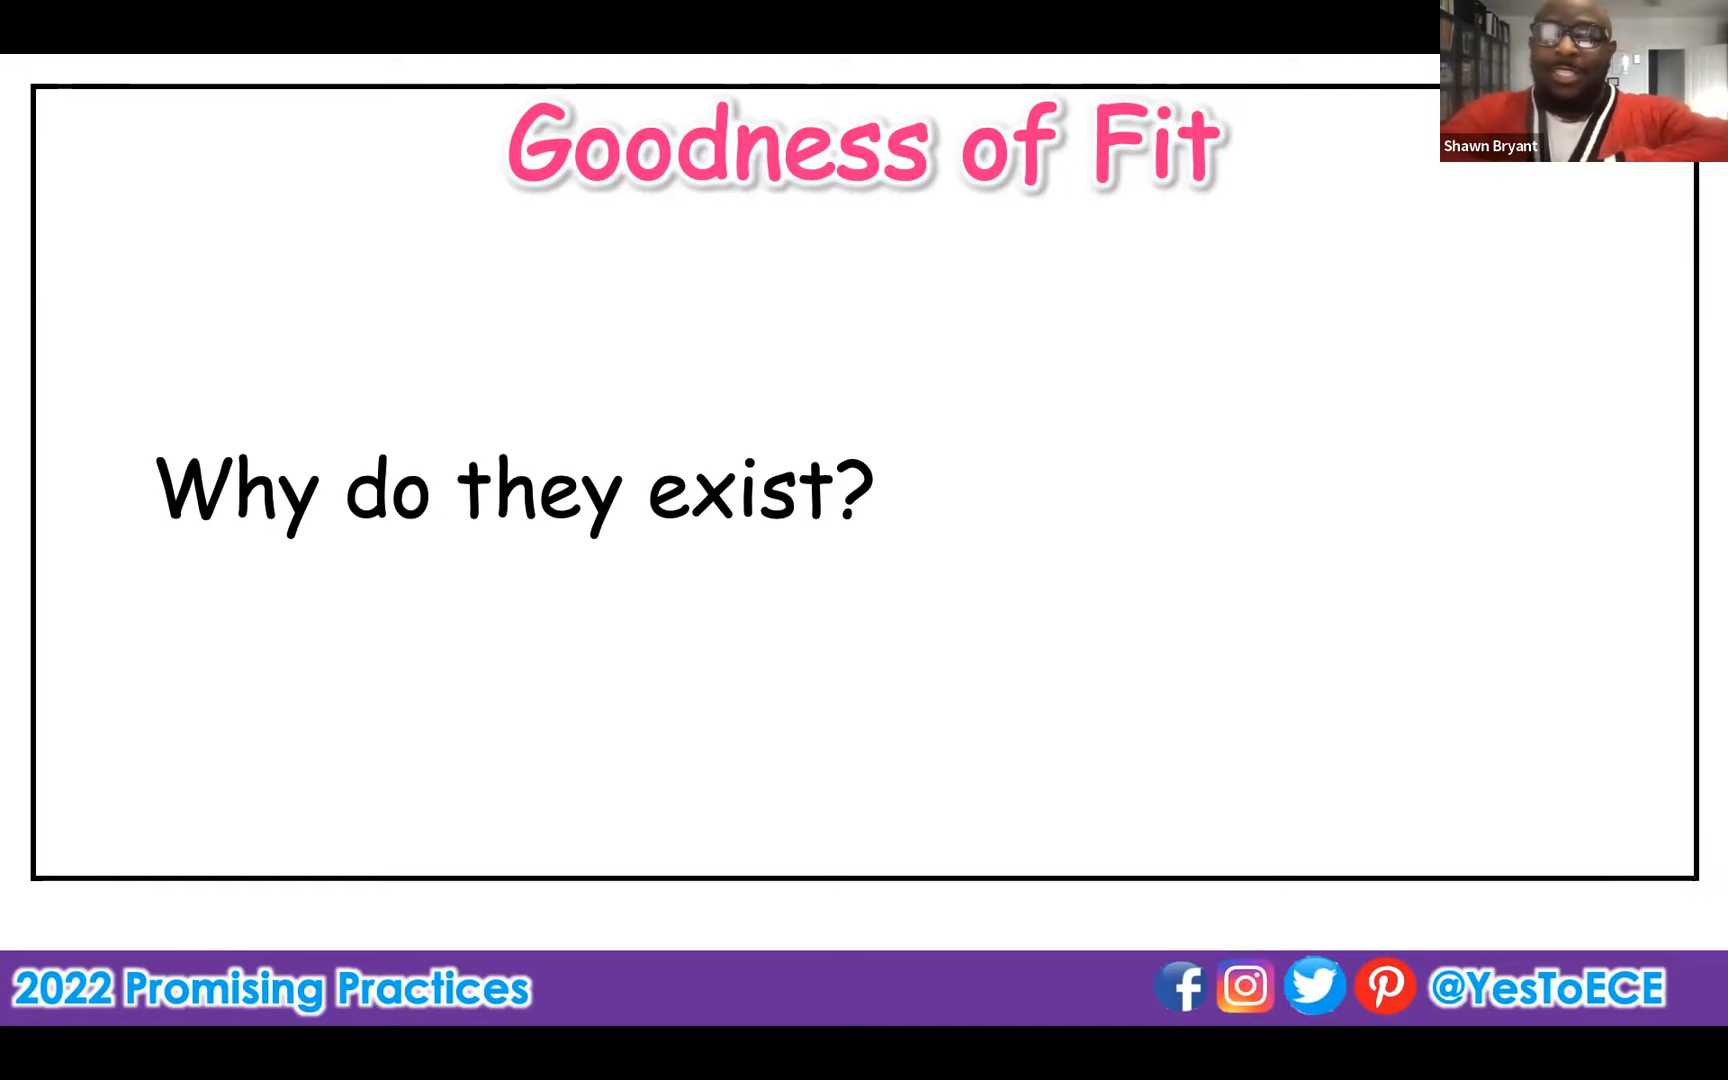 Goodness of Fit
Shawn Bryant
Why do they exist?
2022 Promising Practices
@YesToECE